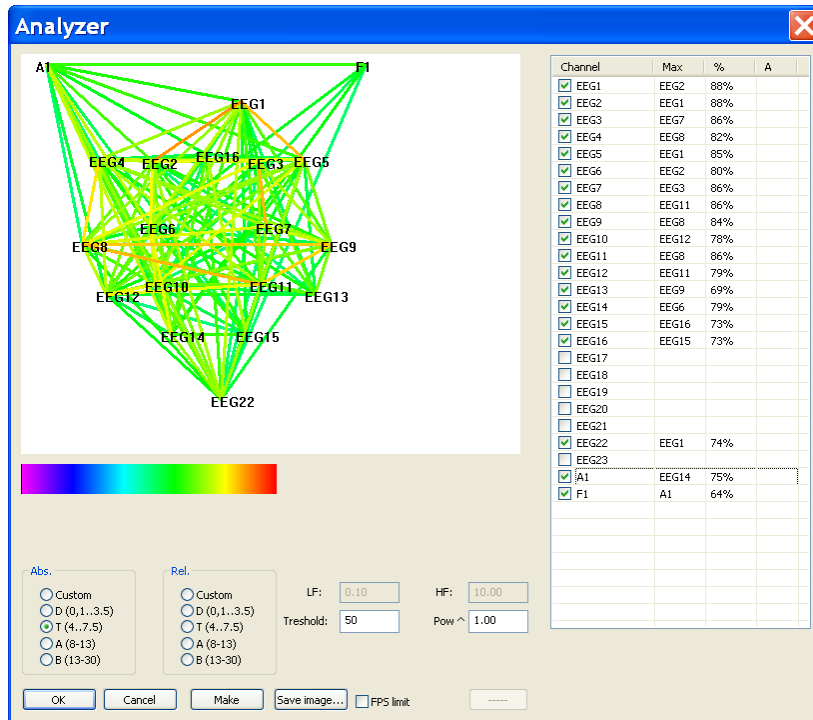 Analyzer
A1 F1
EEG1
EEG4 EEG2 EEG16 EEG3 EEG5
EEG6 EEG7
EEG8 EEG9
EEG10 EEG11
EEG12 EEG13
EEG14 EEG15
EEG22
Channel Max % A
EEG1 EEG2 88%
EEG2 EEG1 88%
EEG3 EEG7 86%
EEG4 EEG8 82%
EEG5 EEG1 85%
EEG6 EEG2 80%
EEG7 EEG3 86%
EEG8 EEG11 86%
EEG9 EEG8 84%
EEG10 EEG12 78%
EEG11 EEG8 86%
EEG12 EEG11 79%
EEG13 EEG9 69%
EEG14 EEG6 79%
EEG15 EEG16 73%
EEG16 EEG15 73%
EEG17
EEG18
EEG19
EEG20
EEG21
EEG22 EEG1 74%
EEG23
A1 EEG14 75%
F1 A1 64%
Abs.
Custom
D (0,1..3.5)
T (4..7.5)
A (8-13)
B (13-30)
Rel.
Custom
D (0,1..3.5)
T (4..7.5)
A (8-13)
B (13-30)
LF: 0.10 HF: 10.00
Treshold: 50 Pow ^ 1.00
OK Cancel Make Save image... FPS limit -----